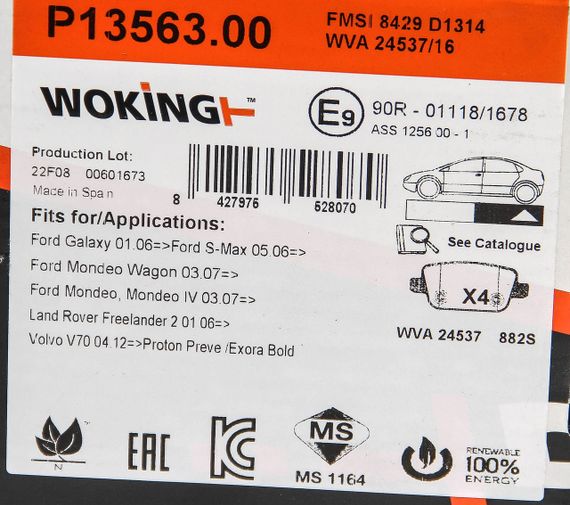 P13563.00
FMSI 8429 D1314
WVA 24537/16
WOKING ™
E9
90R - 01118/1678
ASS 1256 00 - 1
Production Lot:
22F08 00601673
Made in Spain
8 427976 528070
See Catalogue
Fits for/Applications:
Ford Galaxy 01.06=>Ford S-Max 05.06=>
Ford Mondeo Wagon 03.07=>
Ford Mondeo, Mondeo IV 03.07=>
Land Rover Freelander 2 01 06=>
Volvo V70 04.12=>Proton Preve /Exora Bold
X4
WVA 24537 882S
N
EAC
KC
MS
MS 1164
RENEWABLE
100%
ENERGY